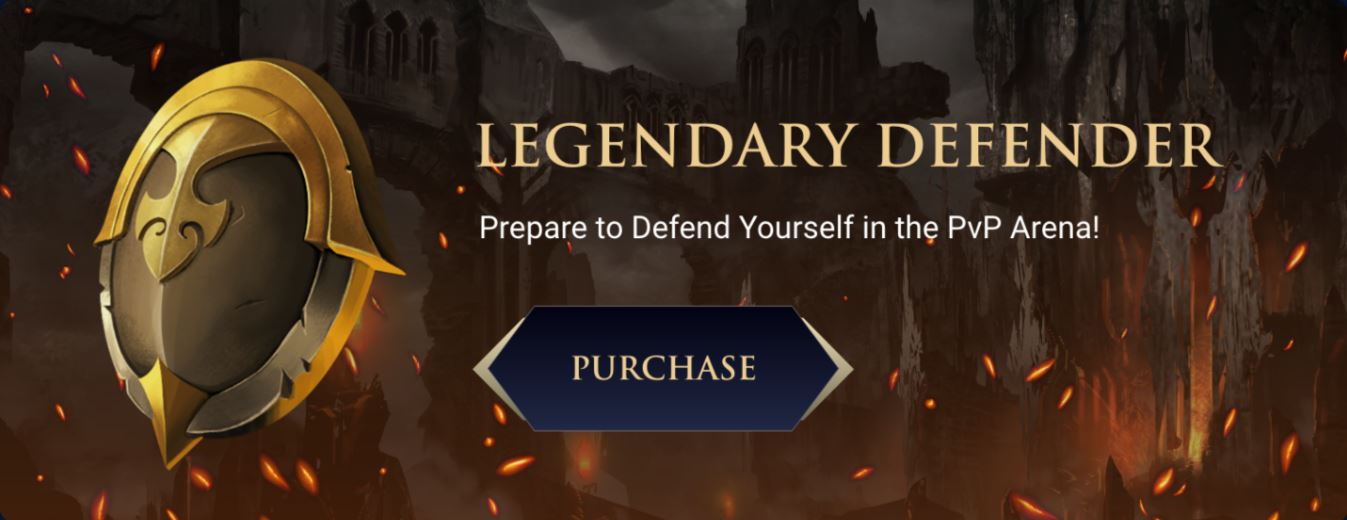 LEGENDARY DEFENDER
Prepare to Defend Yourself in the PvP Arena!
PURCHASE